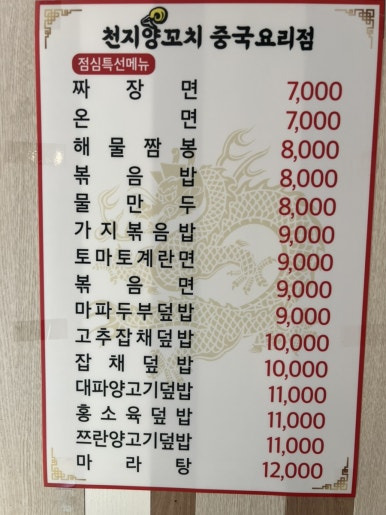 천지양꼬치 중국요리점
점심특선메뉴
짜 장 면 7,000
온 면 7,000
해 물 짬 봉 8,000
볶 음 밥 8,000
물 만 두 8,000
가 지 볶 음 밥 9,000
토마토계란면 9,000
볶 음 면 9,000
마파두부덮밥 9,000
고추잡채덮밥 10,000
잡 채 덮 밥 10,000
대파양고기덮밥 11,000
홍 소 육 덮 밥 11,000
쯔란양고기덮밥 11,000
마 라 탕 12,000